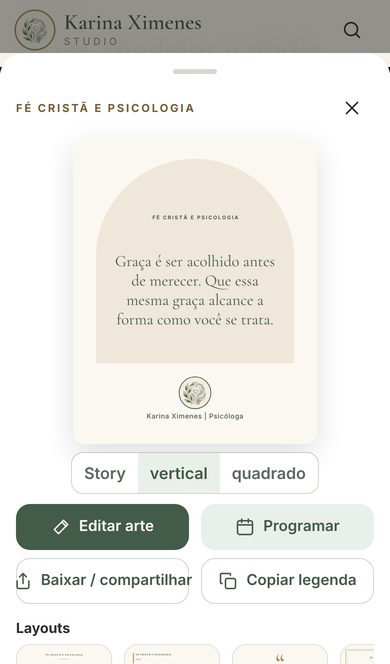 Karina Ximenes
STUDIO
FÉ CRISTÃ E PSICOLOGIA
FÉ CRISTÃ E PSICOLOGIA
Graça é ser acolhido antes
de merecer. Que essa
mesma graça alcance a
forma como você se trata.
Karina Ximenes | Psicóloga
Story vertical quadrado
Editar arte Programar
Baixar / compartilhar Copiar legenda
Layouts